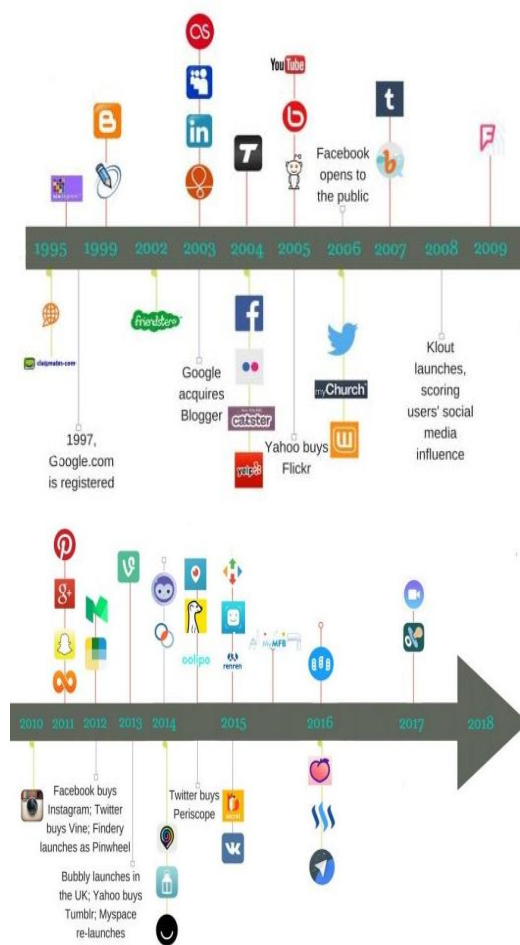 You Tube
Facebook
opens to
the public
1995 1999 2002 2003 2004 2005 2006 2007 2008 2009
friendster
classmates.com
1997,
Google.com
is registered
Google
acquires
Blogger
catster
yelp
Yahoo buys
Flickr
myChurch
Klout
launches,
scoring
users' social
media
influence
g+
oolipo
renren
MyMFB
2010 2011 2012 2013 2014 2015 2016 2017 2018
Facebook buys
Instagram; Twitter
buys Vine; Findery
launches as Pinwheel
Bubbly launches in
the UK; Yahoo buys
Tumblr; Myspace
re-launches
Twitter buys
Periscope